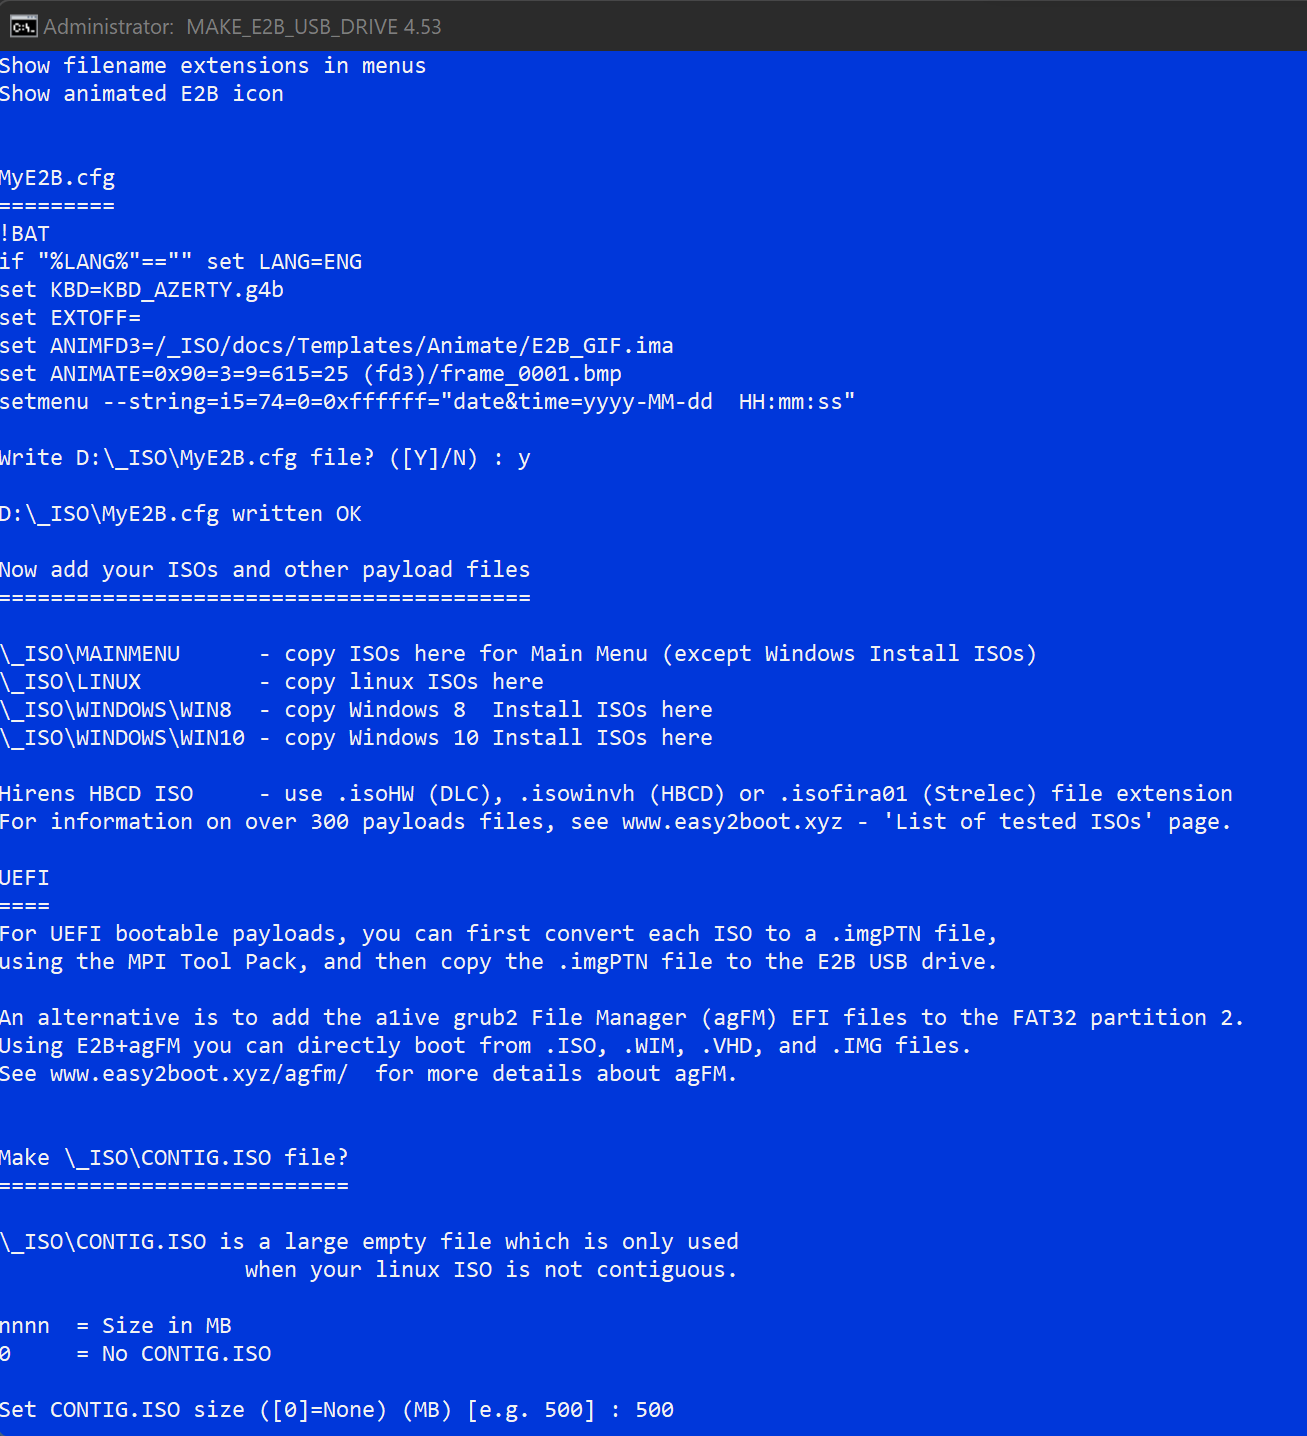 Administrator:  MAKE_E2B_USB_DRIVE 4.53
Show filename extensions in menus
Show animated E2B icon
MyE2B.cfg
=========
!BAT
if "%LANG%"=="" set LANG=ENG
set KBD=KBD_AZERTY.g4b
set EXTOFF=
set ANIMFD3=/_ISO/docs/Templates/Animate/E2B_GIF.ima
set ANIMATE=0x90=3=9=615=25 (fd3)/frame_0001.bmp
setmenu --string=i5=74=0=0xffffff="date&time=yyyy-MM-dd  HH:mm:ss"
Write D:\_ISO\MyE2B.cfg file? ([Y]/N) : y
D:\_ISO\MyE2B.cfg written OK
Now add your ISOs and other payload files
=========================================
\_ISO\MAINMENU      - copy ISOs here for Main Menu (except Windows Install ISOs)
\_ISO\LINUX         - copy linux ISOs here
\_ISO\WINDOWS\WIN8  - copy Windows 8  Install ISOs here
\_ISO\WINDOWS\WIN10 - copy Windows 10 Install ISOs here
Hirens HBCD ISO     - use .isoHW (DLC), .isowinvh (HBCD) or .isofira01 (Strelec) file extension
For information on over 300 payloads files, see www.easy2boot.xyz - 'List of tested ISOs' page.
UEFI
====
For UEFI bootable payloads, you can first convert each ISO to a .imgPTN file,
using the MPI Tool Pack, and then copy the .imgPTN file to the E2B USB drive.
An alternative is to add the a1ive grub2 File Manager (agFM) EFI files to the FAT32 partition 2.
Using E2B+agFM you can directly boot from .ISO, .WIM, .VHD, and .IMG files.
See www.easy2boot.xyz/agfm/  for more details about agFM.
Make \_ISO\CONTIG.ISO file?
===========================
\_ISO\CONTIG.ISO is a large empty file which is only used
when your linux ISO is not contiguous.
nnnn  = Size in MB
0     = No CONTIG.ISO
Set CONTIG.ISO size ([0]=None) (MB) [e.g. 500] : 500